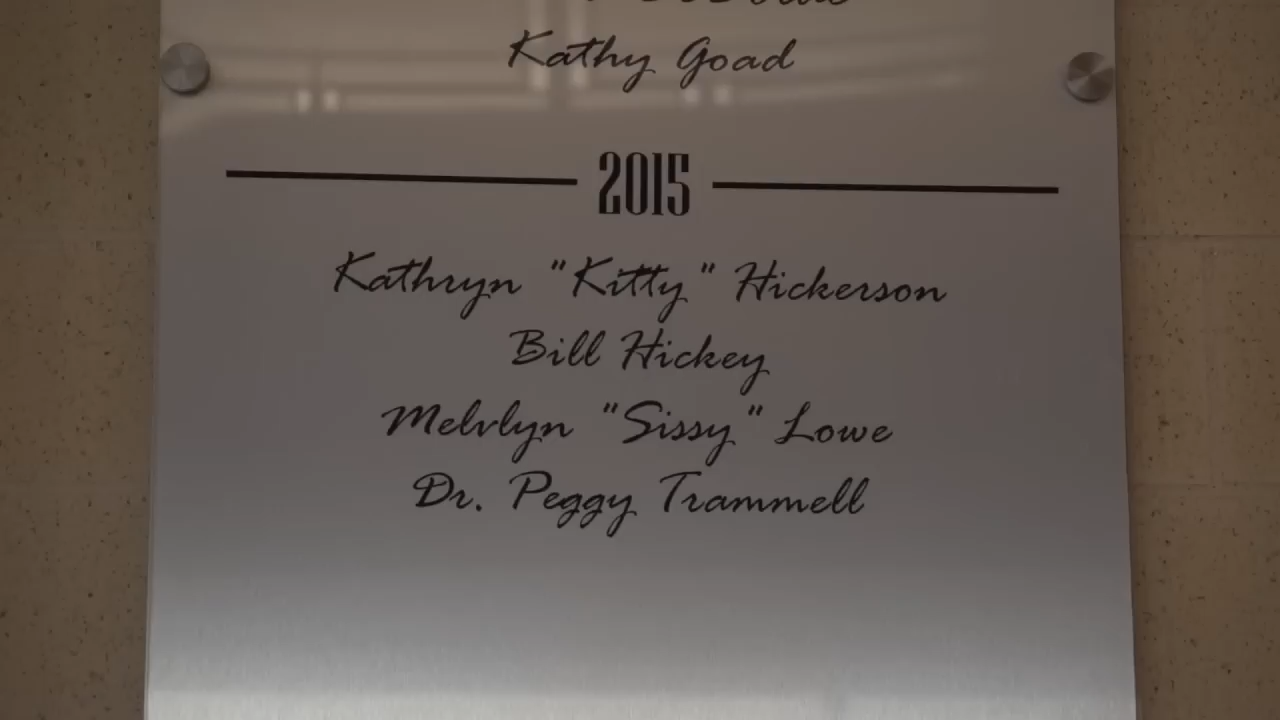 Kathy Goad
2015
Kathryn "Kitty" Hickerson
Bill Hickey
Melvlyn "Sissy" Lowe
Dr. Peggy Trammell